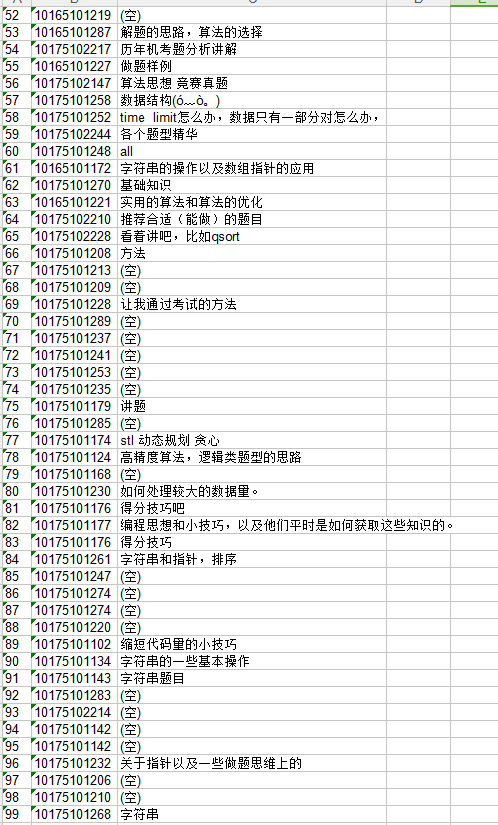 52 10165101219 (空)
53 10165101287 解题的思路，算法的选择
54 10175102217 历年机考题分析讲解
55 10165101227 做题样例
56 10175102147 算法思想 竞赛真题
57 10175101258 数据结构(ó﹏ò。)
58 10175101252 time limit怎么办，数据只有一部分对怎么办，
59 10175102244 各个题型精华
60 10175101248 all
61 10165101172 字符串的操作以及数组指针的应用
62 10175101270 基础知识
63 10165101221 实用的算法和算法的优化
64 10175102210 推荐合适（能做）的题目
65 10175102228 看着讲吧，比如qsort
66 10175101208 方法
67 10175101213 (空)
68 10175101209 (空)
69 10175101228 让我通过考试的方法
70 10175101289 (空)
71 10175101237 (空)
72 10175101241 (空)
73 10175101253 (空)
74 10175101235 (空)
75 10175101179 讲题
76 10175101285 (空)
77 10175101174 stl 动态规划 贪心
78 10175101124 高精度算法，逻辑类题型的思路
79 10175101168 (空)
80 10175101230 如何处理较大的数据量。
81 10175101176 得分技巧吧
82 10175101177 编程思想和小技巧，以及他们平时是如何获取这些知识的。
83 10175101176 得分技巧
84 10175101261 字符串和指针，排序
85 10175101247 (空)
86 10175101274 (空)
87 10175101274 (空)
88 10175101220 (空)
89 10175101102 缩短代码量的小技巧
90 10175101134 字符串的一些基本操作
91 10175101143 字符串题目
92 10175101283 (空)
93 10175102214 (空)
94 10175101142 (空)
95 10175101142 (空)
96 10175101232 关于指针以及一些做题思维上的
97 10175101206 (空)
98 10175101210 (空)
99 10175101268 字符串